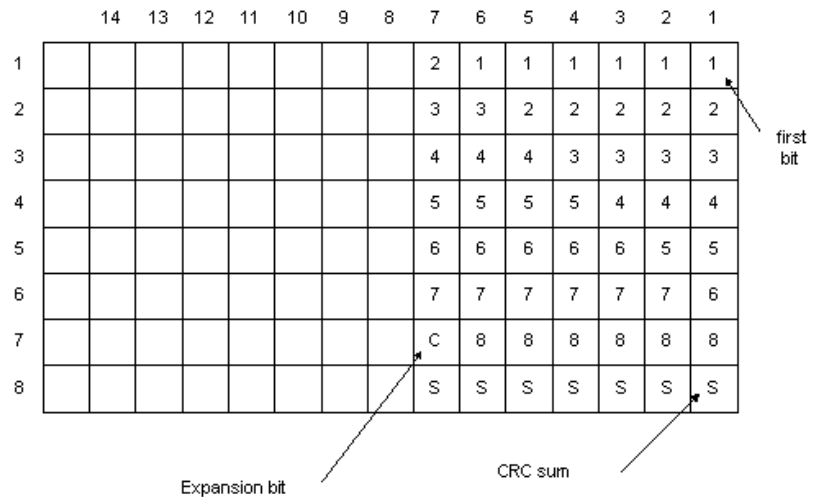 14 13 12 11 10 9 8 7 6 5 4 3 2 1
1 2 1 1 1 1 1 1
2 3 3 2 2 2 2 2
3 4 4 4 3 3 3 3
4 5 5 5 5 4 4 4
5 6 6 6 6 6 5 5
6 7 7 7 7 7 7 6
7 C 8 8 8 8 8 8
8 S S S S S S S
first
bit
Expansion bit
CRC sum